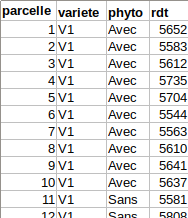 parcelle variete phyto rdt
1 V1 Avec 5652
2 V1 Avec 5583
3 V1 Avec 5612
4 V1 Avec 5735
5 V1 Avec 5704
6 V1 Avec 5544
7 V1 Avec 5563
8 V1 Avec 5610
9 V1 Avec 5641
10 V1 Avec 5637
11 V1 Sans 5581
12 V1 Sans 5808